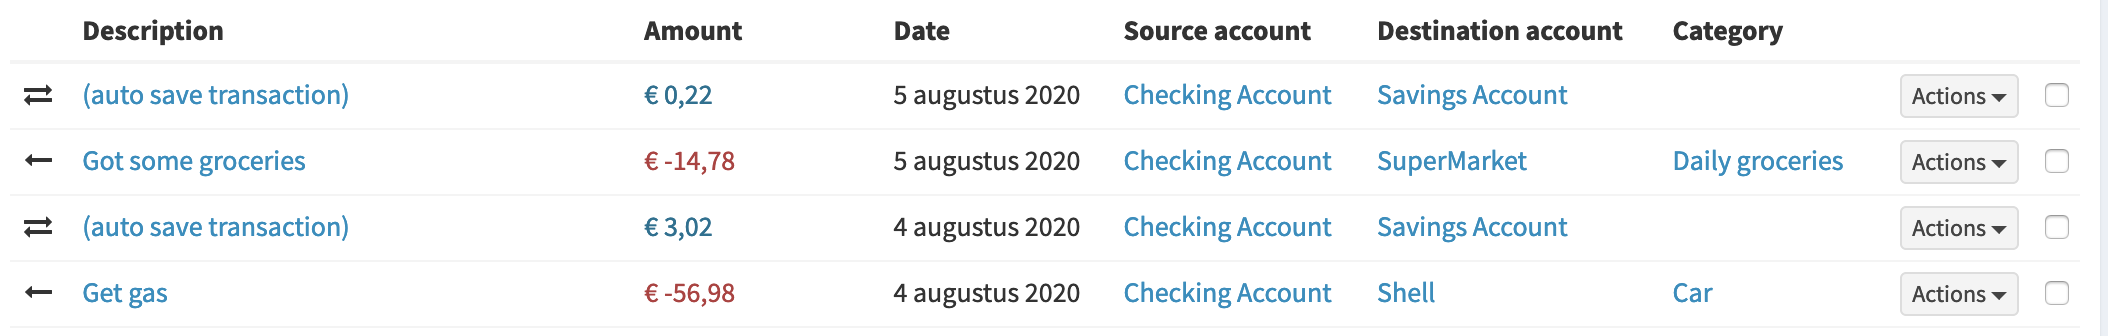 Description Amount Date Source account Destination account Category
(auto save transaction) € 0,22 5 augustus 2020 Checking Account Savings Account Actions
Got some groceries € -14,78 5 augustus 2020 Checking Account SuperMarket Daily groceries Actions
(auto save transaction) € 3,02 4 augustus 2020 Checking Account Savings Account Actions
Get gas € -56,98 4 augustus 2020 Checking Account Shell Car Actions